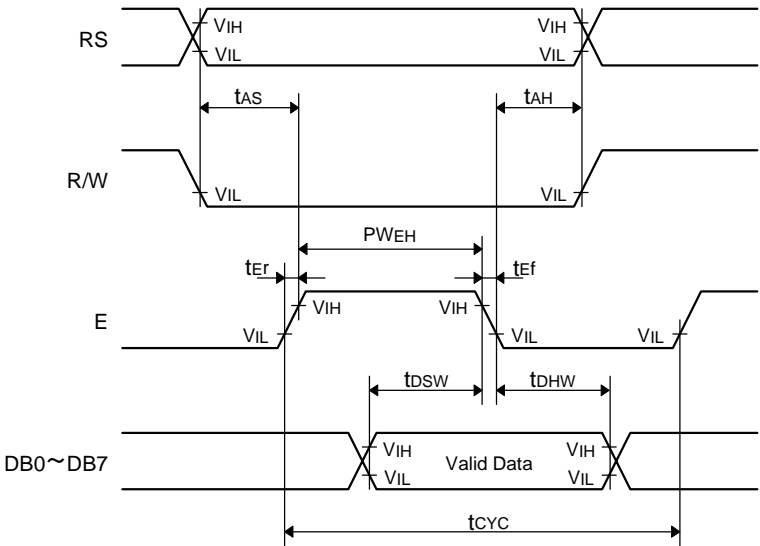 RS
VIH
VIH
VIL
VIL
tAS
tAH
R/W
VIL
VIL
PWEH
tEr
tEf
E
VIH
VIH
VIL
VIL
VIL
tDSW
tDHW
DB0~DB7
VIH
VIH
Valid Data
VIL
VIL
tCYC